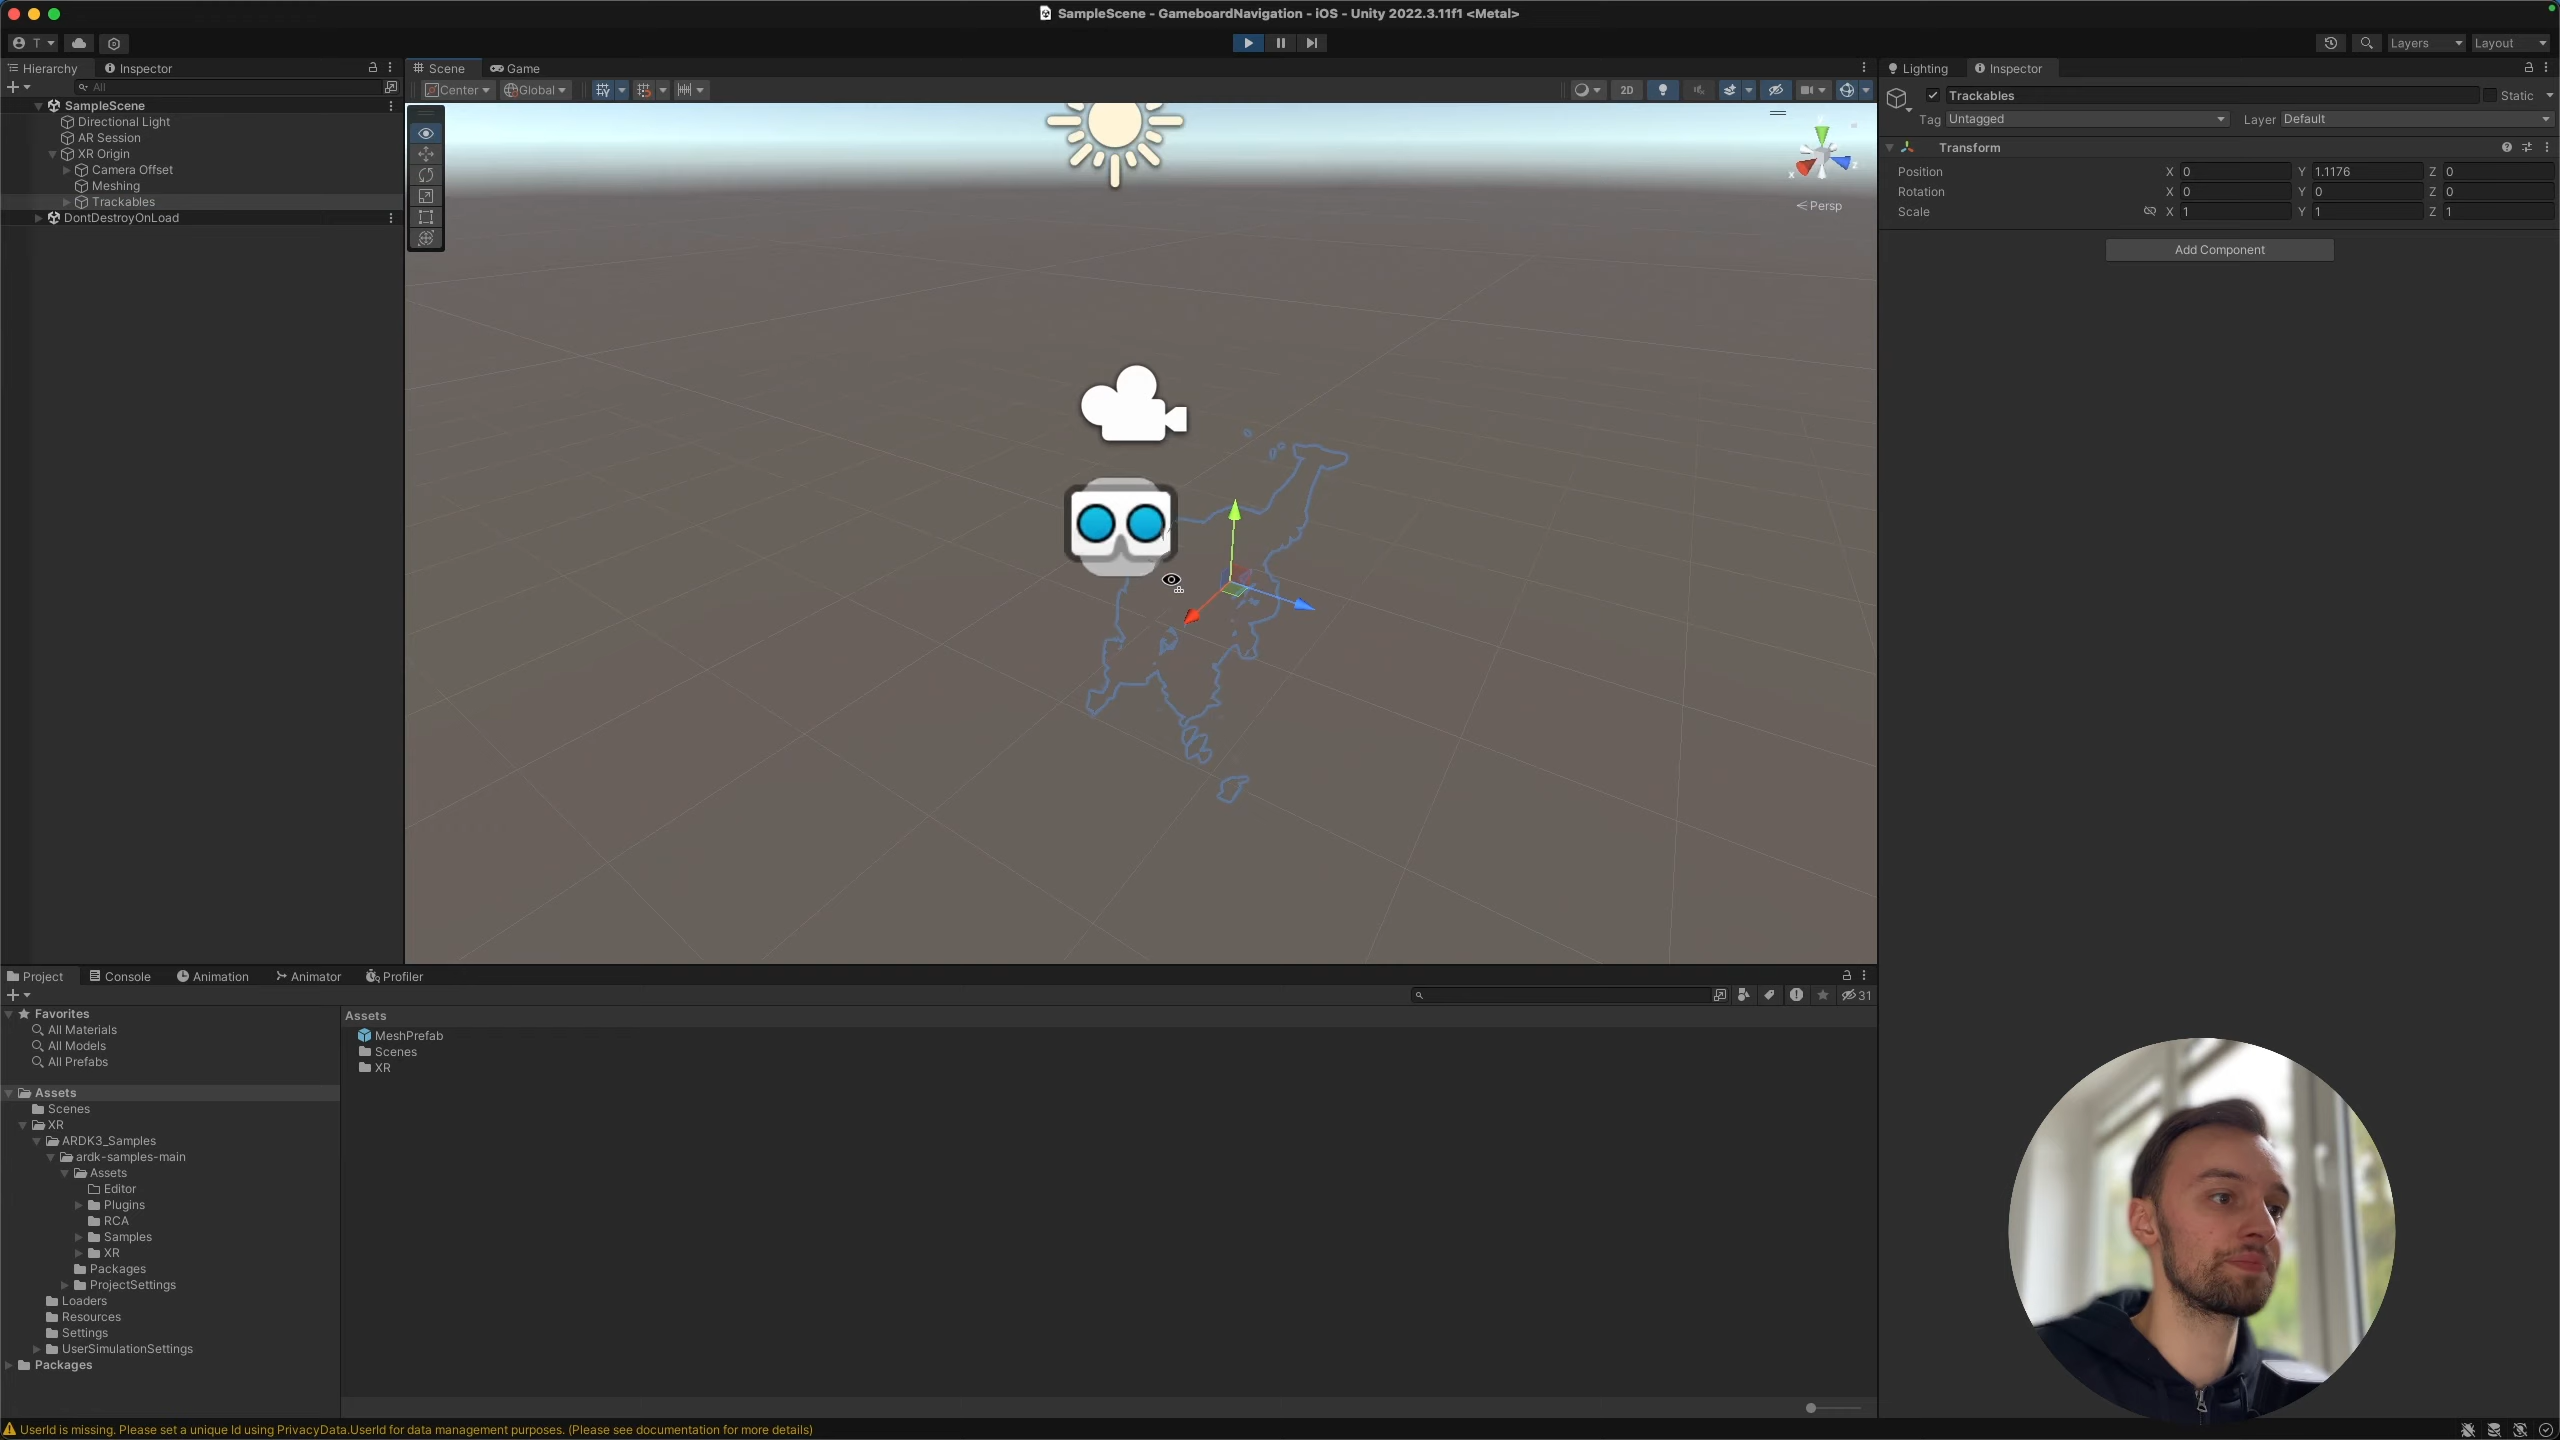 SampleScene - GameboardNavigation - iOS - Unity 2022.3.11f1 <Metal>
T
Layers
Layout
Hierarchy
Inspector
All
SampleScene
Directional Light
AR Session
XR Origin
Camera Offset
Meshing
Trackables
DontDestroyOnLoad
Scene
Game
Center
Global
2D
Persp
Lighting
Inspector
Trackables
Static
Tag Untagged
Layer Default
Transform
Position X 0 Y 1.1176 Z 0
Rotation X 0 Y 0 Z 0
Scale X 1 Y 1 Z 1
Add Component
Project
Console
Animation
Animator
Profiler
31
Favorites
All Materials
All Models
All Prefabs
Assets
Scenes
XR
ARDK3_Samples
ardk-samples-main
Assets
Editor
Plugins
RCA
Samples
XR
Packages
ProjectSettings
Loaders
Resources
Settings
UserSimulationSettings
Packages
Assets
MeshPrefab
Scenes
XR
UserId is missing. Please set a unique Id using PrivacyData.UserId for data management purposes. (Please see documentation for more details)